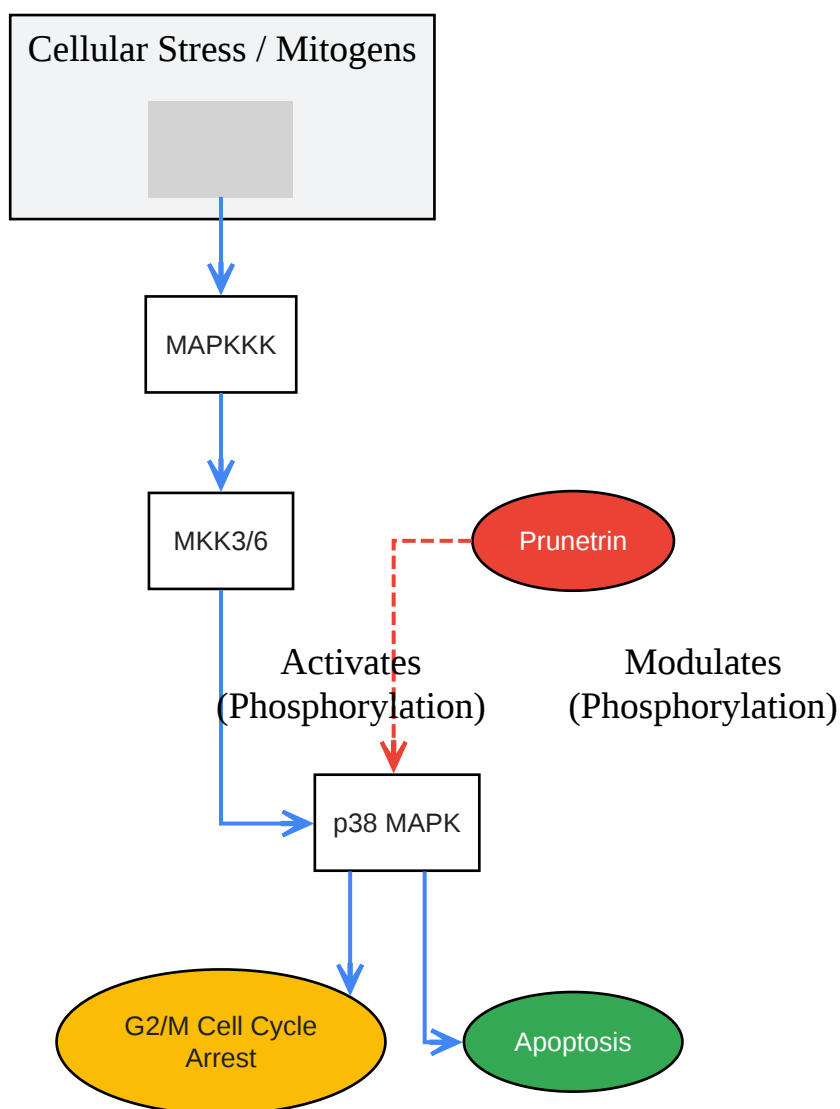 Cellular Stress / Mitogens
MAPKKK
MKK3/6
Prunetrin
Activates
(Phosphorylation)
Modulates
(Phosphorylation)
p38 MAPK
G2/M Cell Cycle
Arrest
Apoptosis